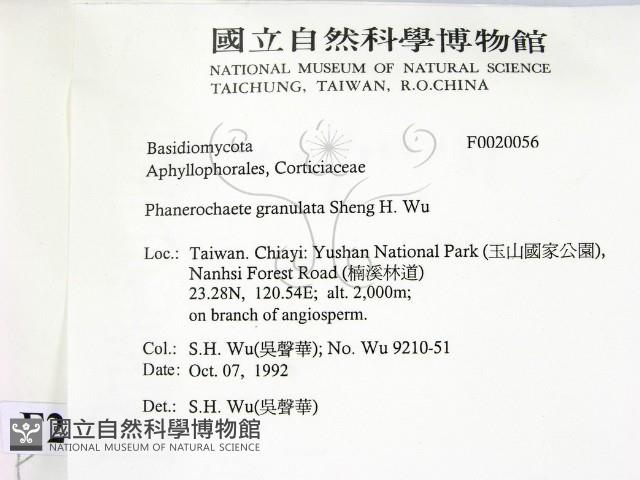 國立自然科學博物館
NATIONAL MUSEUM OF NATURAL SCIENCE
TAICHUNG, TAIWAN, R.O.CHINA
Basidiomycota F0020056
Aphyllophorales, Corticiaceae
Phanerochaete granulata Sheng H. Wu
Loc.: Taiwan. Chiayi: Yushan National Park (玉山國家公園),
Nanhsi Forest Road (楠溪林道)
23.28N, 120.54E; alt. 2,000m;
on branch of angiosperm.
Col.: S.H. Wu(吳聲華); No. Wu 9210-51
Date: Oct. 07, 1992
Det.: S.H. Wu(吳聲華)
國立自然科學博物館
NATIONAL MUSEUM OF NATURAL SCIENCE